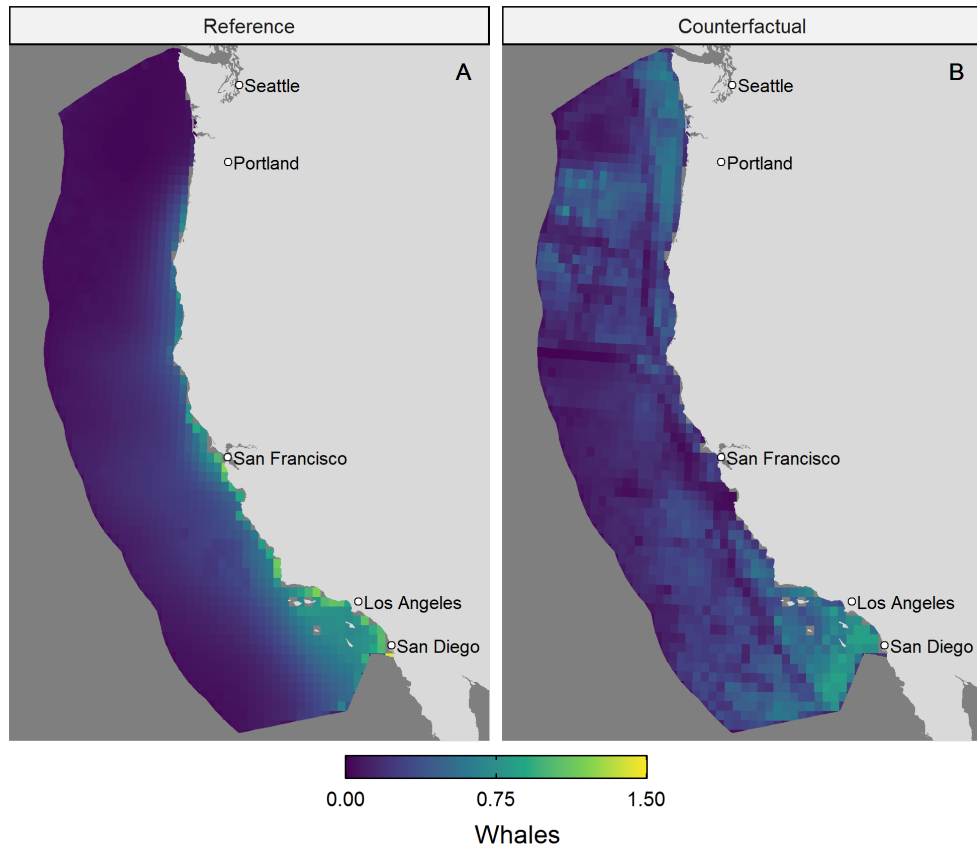 Reference
Counterfactual
A
B
Seattle
Seattle
Portland
Portland
San Francisco
San Francisco
Los Angeles
Los Angeles
San Diego
San Diego
0.00 0.75 1.50
Whales